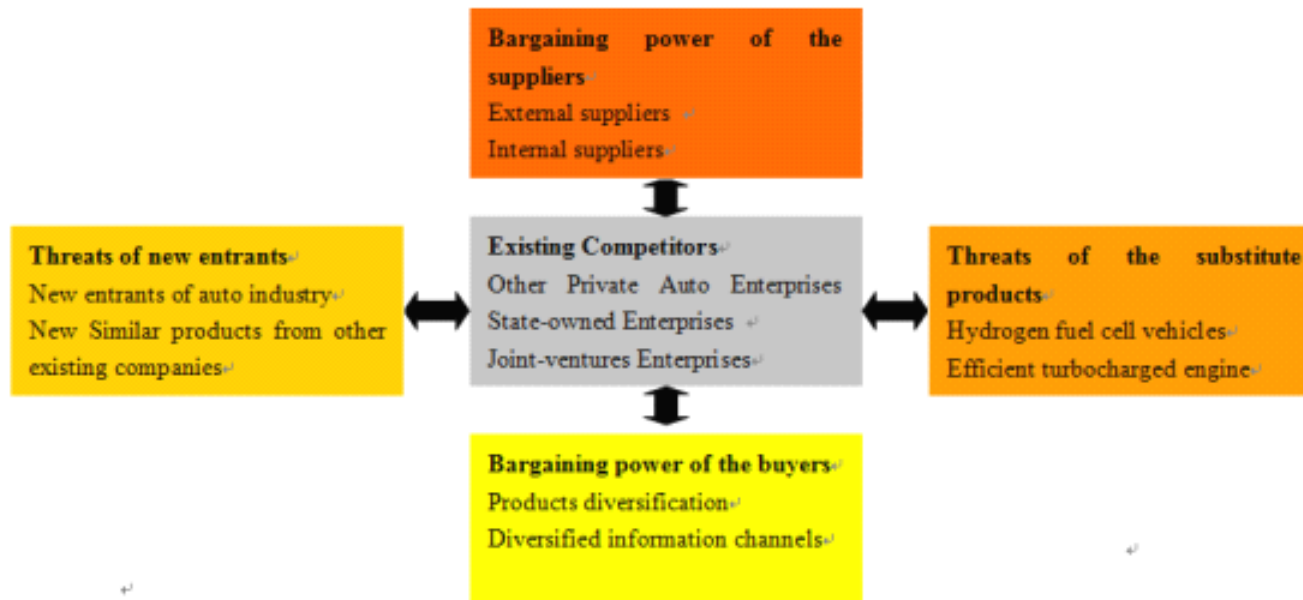 Bargaining power of the
suppliers
External suppliers
Internal suppliers
Threats of new entrants
New entrants of auto industry
New Similar products from other
existing companies
Existing Competitors
Other Private Auto Enterprises
State-owned Enterprises
Joint-ventures Enterprises
Threats of the substitute
products
Hydrogen fuel cell vehicles
Efficient turbocharged engine
Bargaining power of the buyers
Products diversification
Diversified information channels